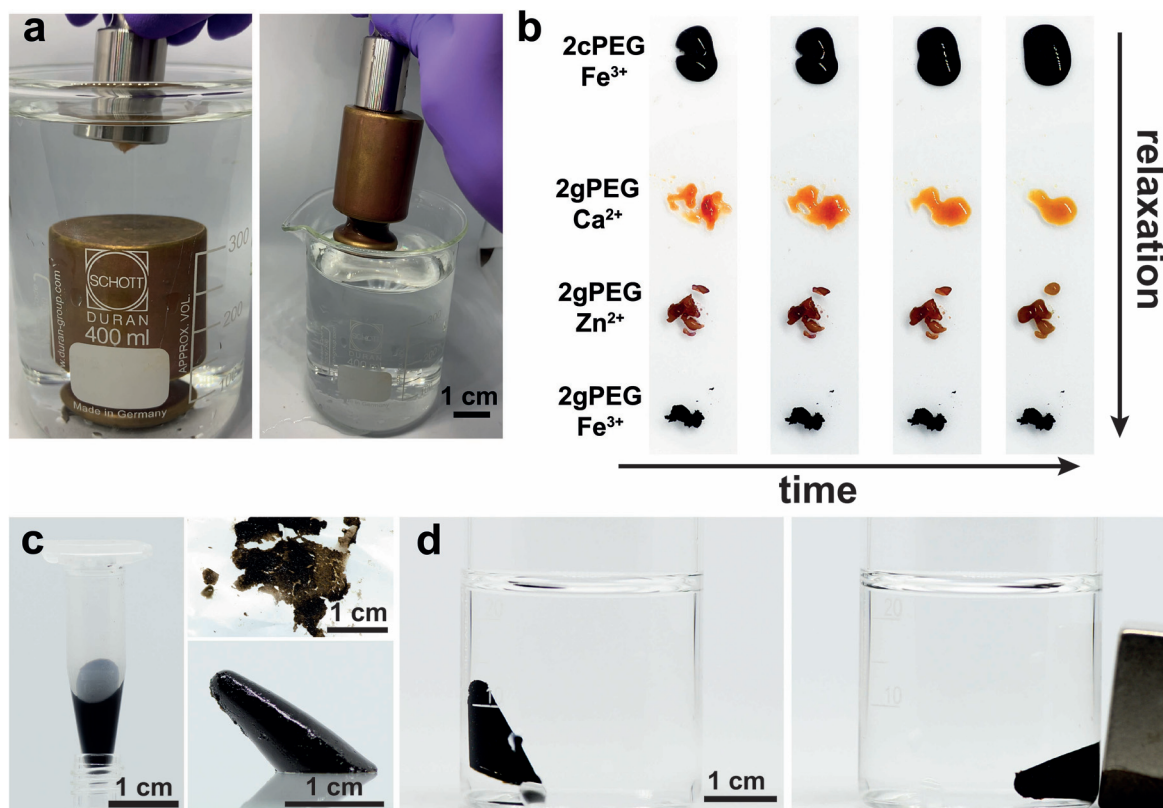 a
SCHOTT
DURAN
400 ml
www.duran-group.com
APPROX. VOL.
300
200
Made in Germany
1 cm
b
2cPEG
Fe³⁺
2gPEG
Ca²⁺
2gPEG
Zn²⁺
2gPEG
Fe³⁺
relaxation
time
c
1 cm
1 cm
1 cm
d
1 cm
20
10